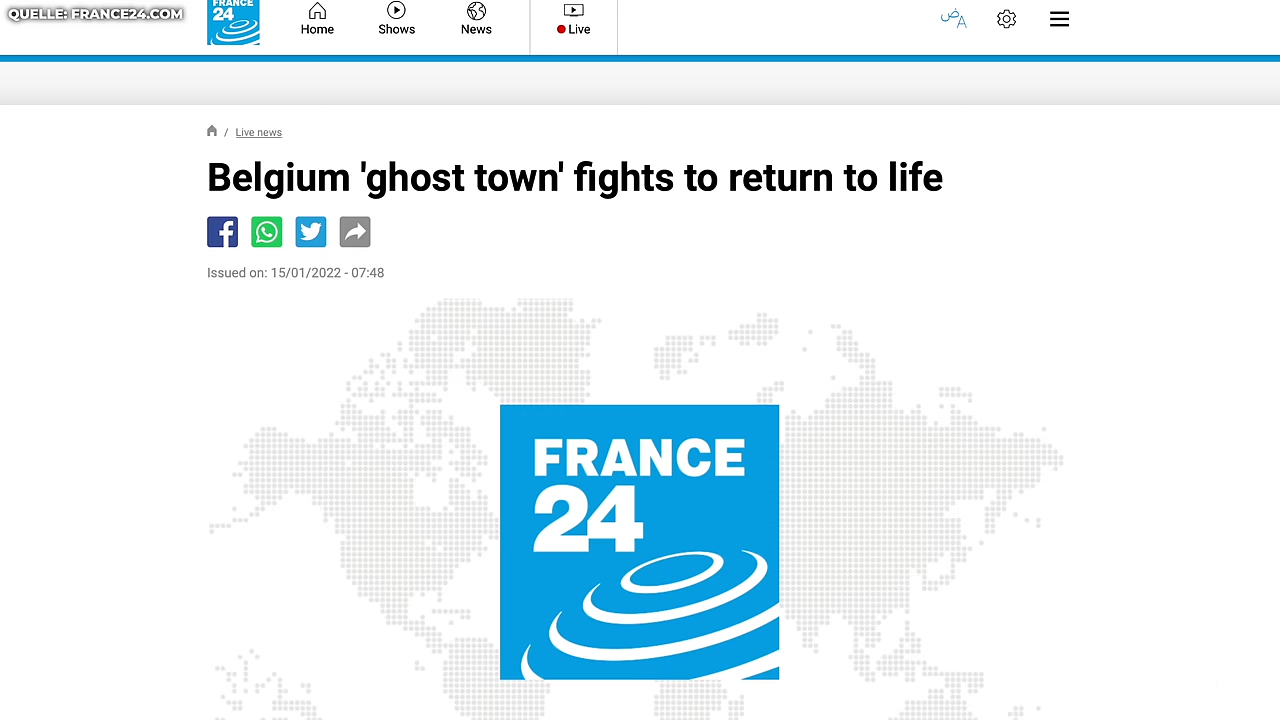 QUELLE: FRANCE24.COM
FRANCE
24
Home
Shows
News
Live
ض
A
/ Live news
Belgium 'ghost town' fights to return to life
Issued on: 15/01/2022 - 07:48
FRANCE
24